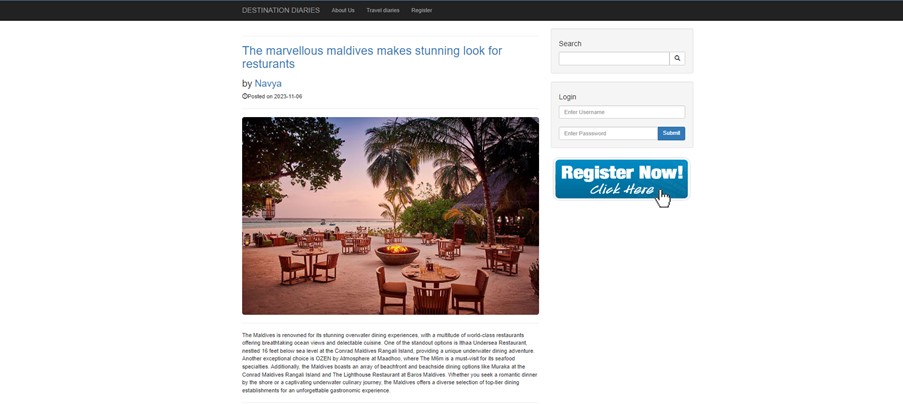 DESTINATION DIARIES About Us Travel diaries Register
The marvellous maldives makes stunning look for
resturants
by Navya
Posted on 2023-11-06
The Maldives is renowned for its stunning overwater dining experiences, with a multitude of world-class restaurants
offering breathtaking ocean views and delectable cuisine. One of the standout options is Ithaa Undersea Restaurant,
nestled 16 feet below sea level at the Conrad Maldives Rangali Island, providing a unique underwater dining adventure.
Another exceptional choice is OZEN by Atmosphere at Maadhoo, where The M6m is a must-visit for its seafood
specialties. Additionally, the Maldives boasts an array of beachfront and beachside dining options like Muraka at the
Conrad Maldives Rangali Island and The Lighthouse Restaurant at Baros Maldives. Whether you seek a romantic dinner
by the shore or a captivating underwater culinary journey, the Maldives offers a diverse selection of top-tier dining
establishments for an unforgettable gastronomic experience.
Search
Login
Enter Username
Enter Password Submit
Register Now!
Click Here